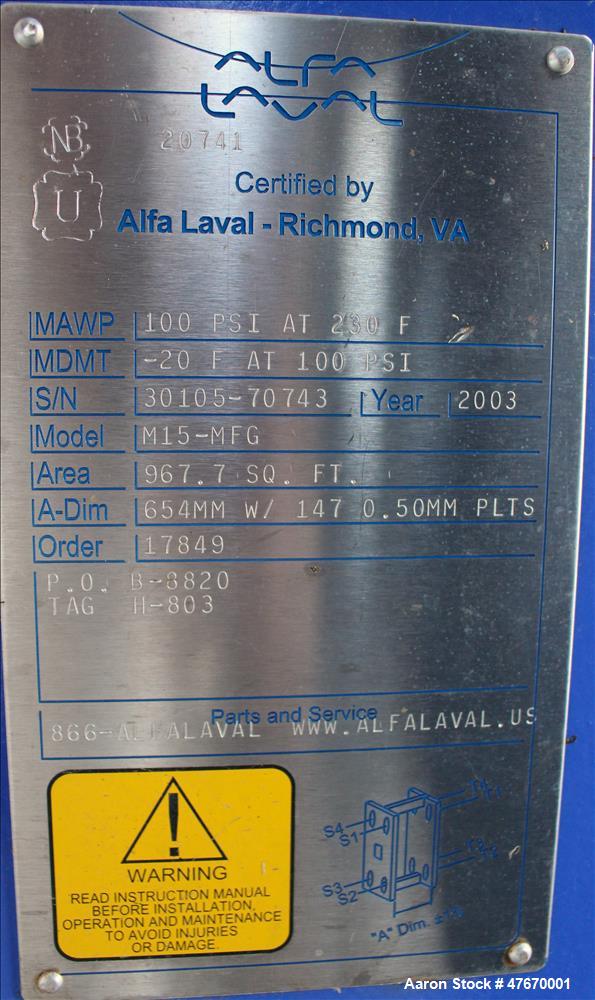 ALFA
LAVAL
NB 20741
U
Certified by
Alfa Laval - Richmond, VA
MAWP 100 PSI AT 230 F
MDMT -20 F AT 100 PSI
S/N 30105-70743 Year 2003
Model M15-MFG
Area 967.7 SQ. FT.
A-Dim 654MM W/ 147 0.50MM PLTS
Order 17849
P.O. B-8820
TAG H-803
Parts and Service
866-ALFALAVAL WWW.ALFALAVAL.US
WARNING
READ INSTRUCTION MANUAL
BEFORE INSTALLATION,
OPERATION AND MAINTENANCE
TO AVOID INJURIES
OR DAMAGE.
S4
S1
T4
T1
S3
S2
"A" Dim.
Aaron Stock # 47670001